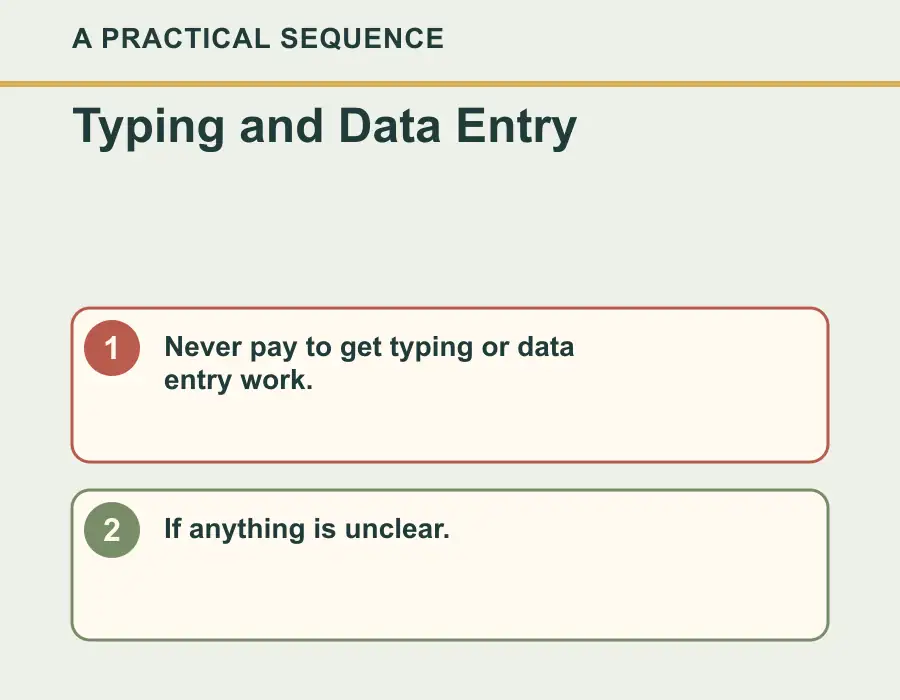 A PRACTICAL SEQUENCE
Typing and Data Entry
1
Never pay to get typing or data
entry work.
2
If anything is unclear.